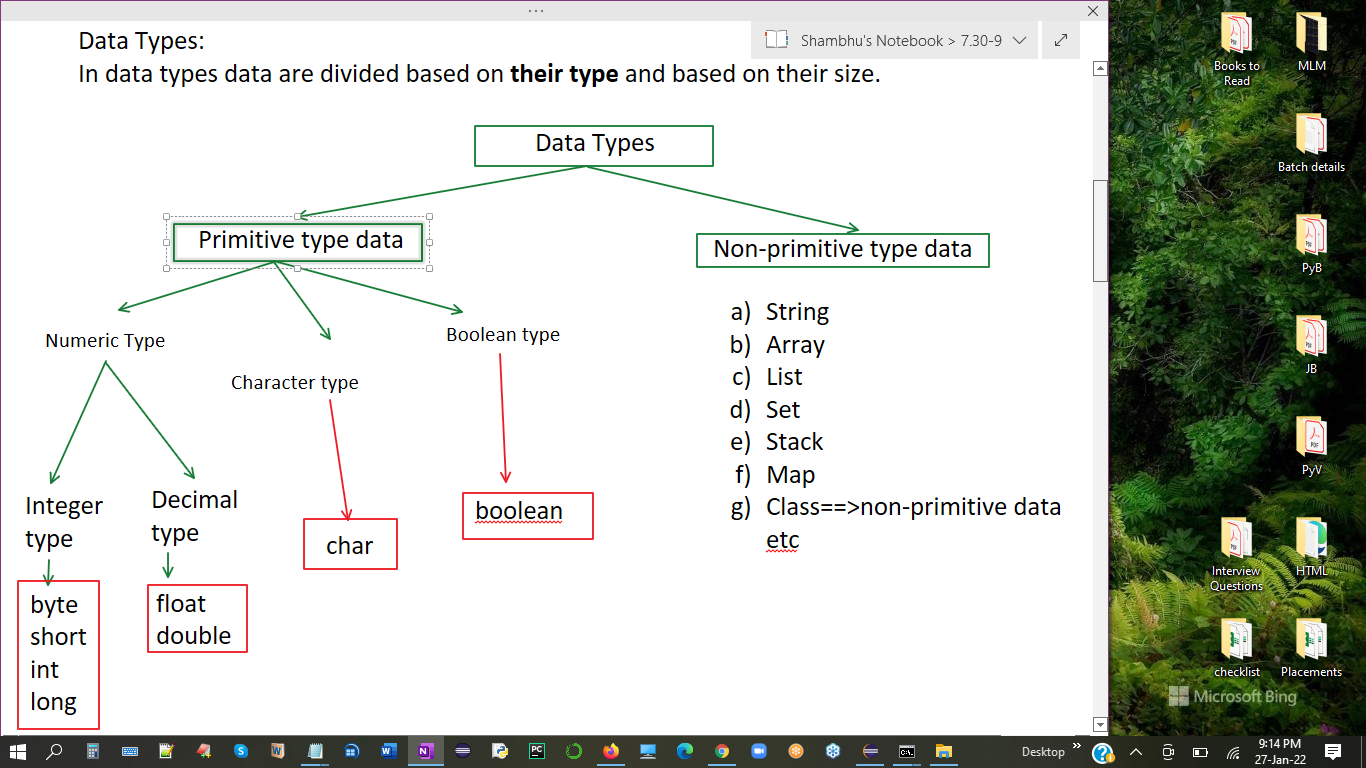 Data Types:
In data types data are divided based on their type and based on their size.
Shambhu's Notebook > 7.30-9
Data Types
Primitive type data
Non-primitive type data
Numeric Type
Character type
Boolean type
Integer
type
Decimal
type
byte
short
int
long
float
double
char
boolean
a) String
b) Array
c) List
d) Set
e) Stack
f) Map
g) Class==>non-primitive data
etc
Books to
Read
MLM
Batch details
PyB
JB
PyV
Interview
Questions
HTML
checklist
Placements
Microsoft Bing
Desktop
9:14 PM
27-Jan-22